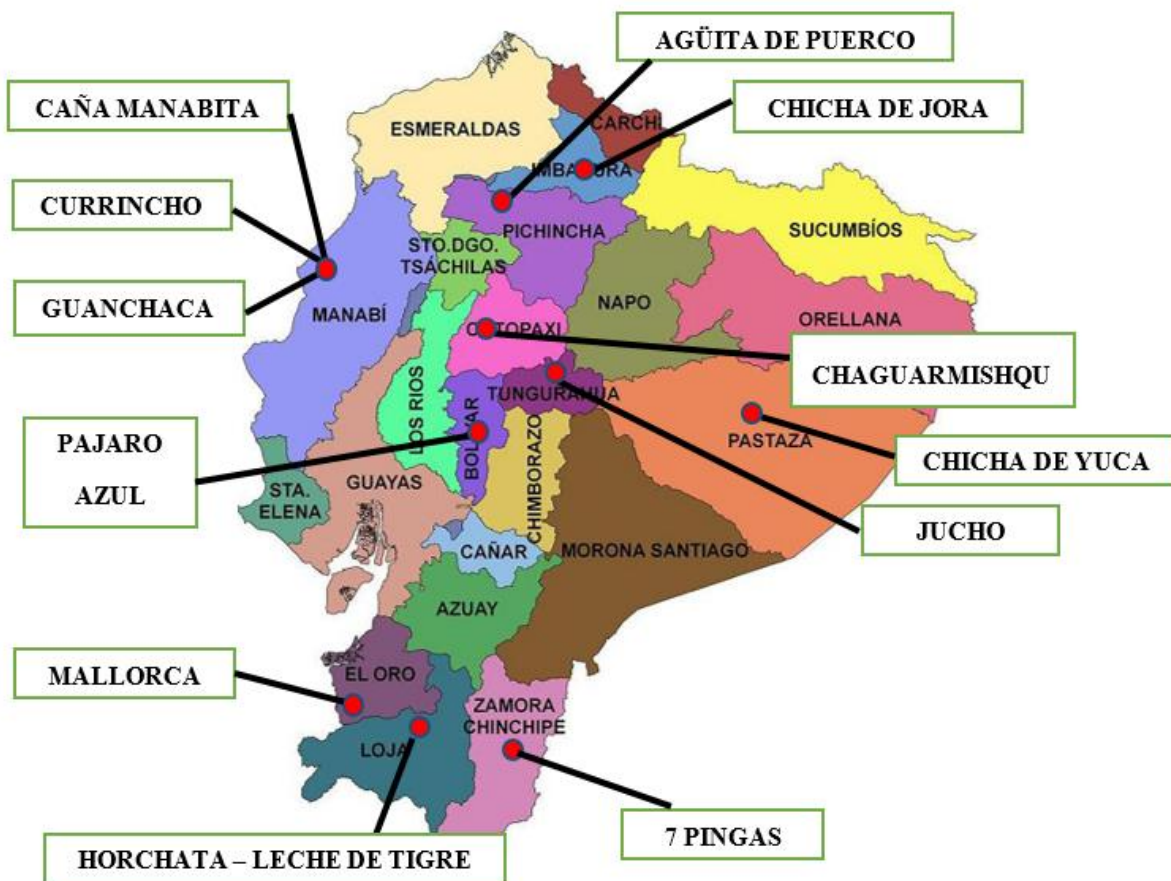 AGÜITA DE PUERCO
CAÑA MANABITA
CHICHA DE JORA
ESMERALDAS
CARCHI
IMBABURA
CURRINCHO
PICHINCHA
SUCUMBÍOS
STO.DGO.
TSÁCHILAS
GUANCHACA
MANABÍ
NAPO
ORELLANA
COTOPAXI
CHAGUARMISHQU
TUNGURAHUA
LOS RIOS
BOLIVAR
PASTAZA
PAJARO
AZUL
CHICHA DE YUCA
GUAYAS
STA.
ELENA
CHIMBORAZO
JUCHO
CAÑAR
MORONA SANTIAGO
AZUAY
MALLORCA
EL ORO
ZAMORA
CHINCHIPE
LOJA
7 PINGAS
HORCHATA – LECHE DE TIGRE